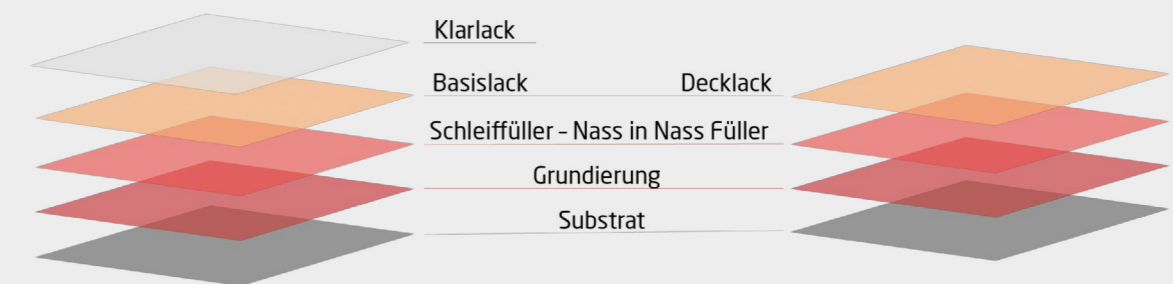 Klarlack
Basislack Decklack
Schleiffüller – Nass in Nass Füller
Grundierung
Substrat